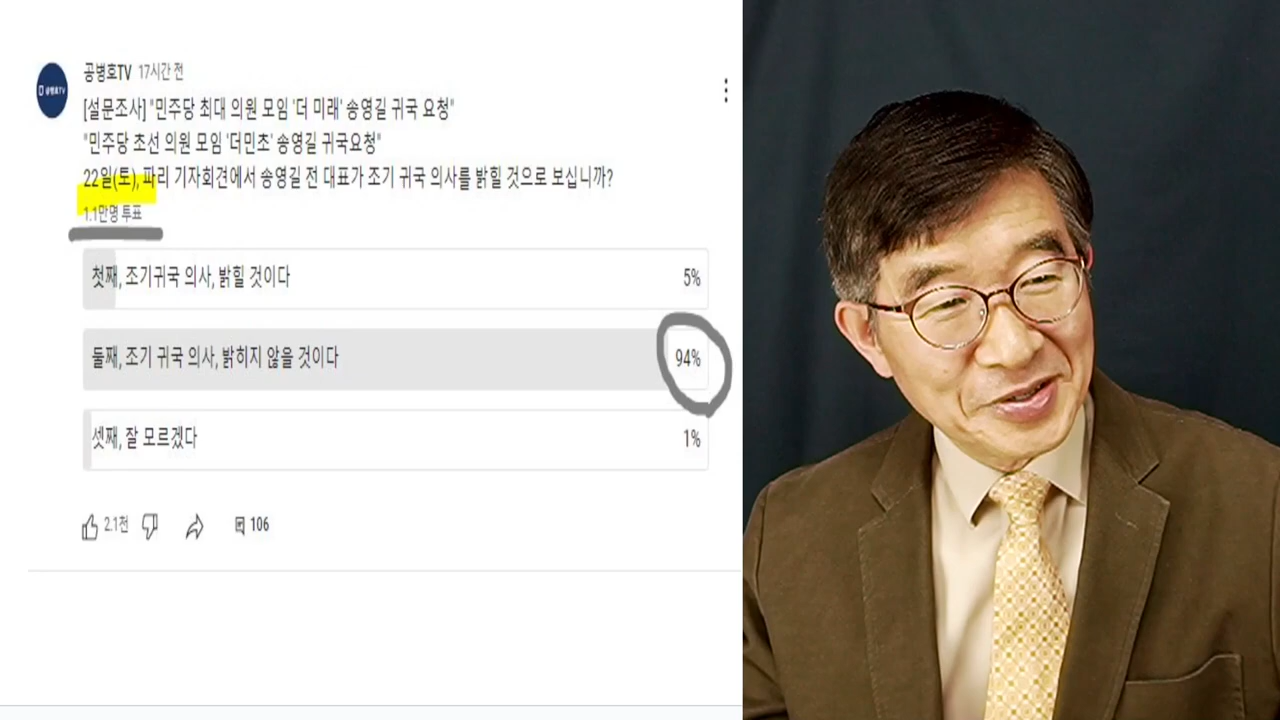 공병호TV
공병호TV 17시간 전
[설문조사] "민주당 최대 의원 모임 '더 미래' 송영길 귀국 요청"
"민주당 초선 의원 모임 '더민초' 송영길 귀국요청"
22일(토), 파리 기자회견에서 송영길 전 대표가 조기 귀국 의사를 밝힐 것으로 보십니까?
1.1만명 투표
첫째, 조기귀국 의사, 밝힐 것이다 5%
둘째, 조기 귀국 의사, 밝히지 않을 것이다 94%
셋째, 잘 모르겠다 1%
2.1천 106